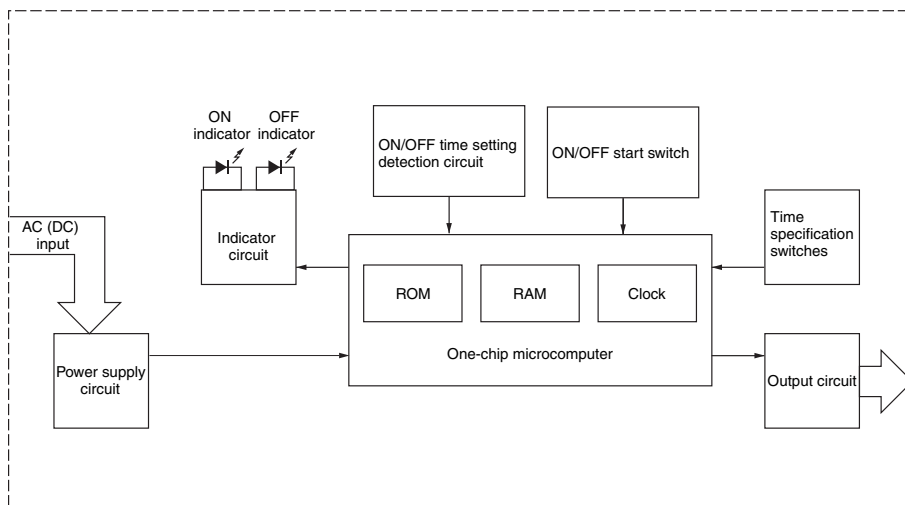 ON
indicator
OFF
indicator
ON/OFF time setting
detection circuit
ON/OFF start switch
Time
specification
switches
AC (DC)
input
Indicator
circuit
ROM
RAM
Clock
One-chip microcomputer
Power supply
circuit
Output circuit